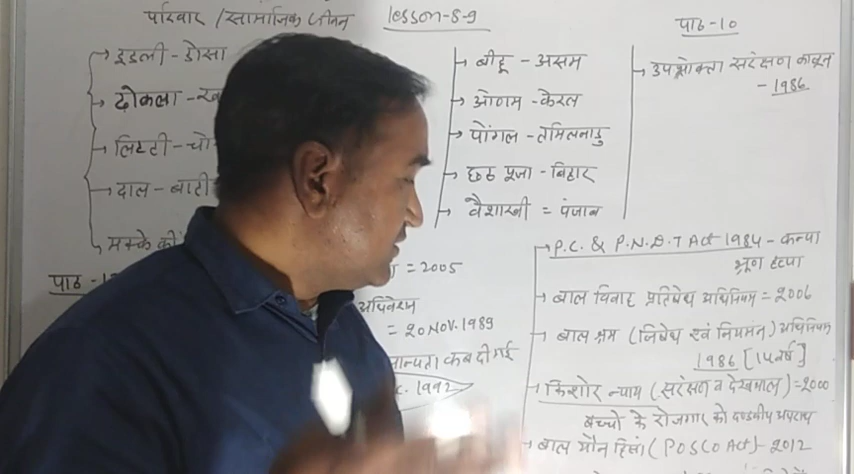 परिवार / सामाजिक जीवन
lesson-8-9
इडली - डोसा
ढ़ोकला -
लिट्टी -
दाल - बाटी
मक्के की
बीहू - असम
ओणम - केरल
पोंगल - तमिलनाडु
छठ पूजा - बिहार
वैशाखी = पंजाब
पाठ-10
उपभोक्ता संरक्षण कानून
- 1986
पाठ -
= 2005
अधिवेशन
= 20 NOV. 1989
मान्यता कब दी गई
1992
P.C. & P.N.D.T Act 1984 - कन्या
भ्रूण हत्या
बाल विवाह प्रतिषेध अधिनियम = 2006
बाल श्रम (निषेध एवं नियमन) अधिनियम
1986 [14 वर्ष]
किशोर न्याय (संरक्षण व देखभाल) = 2000
बच्चो के रोजगार को दण्डनीय अपराध
बाल यौन हिंसा (POSCO Act) - 2012